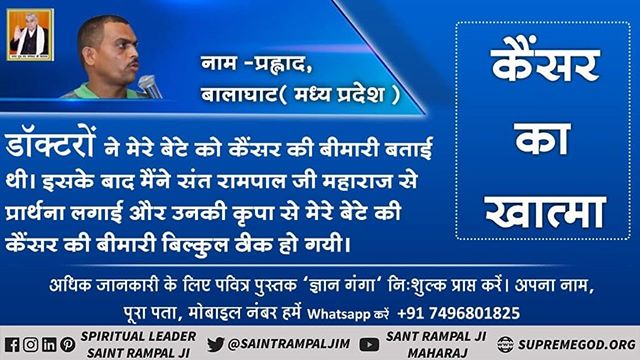 नाम -प्रह्लाद,
बालाघाट( मध्य प्रदेश )
कैंसर
का
खात्मा
डॉक्टरों ने मेरे बेटे को कैंसर की बीमारी बताई
थी। इसके बाद मैंने संत रामपाल जी महाराज से
प्रार्थना लगाई और उनकी कृपा से मेरे बेटे की
कैंसर की बीमारी बिल्कुल ठीक हो गयी।
अधिक जानकारी के लिए पवित्र पुस्तक ‘ज्ञान गंगा’ निःशुल्क प्राप्त करें। अपना नाम,
पूरा पता, मोबाइल नंबर हमें Whatsapp करें +91 7496801825
SPIRITUAL LEADER
SAINT RAMPAL JI
@SAINTRAMPALJIM
SANT RAMPAL JI
MAHARAJ
SUPREMEGOD.ORG